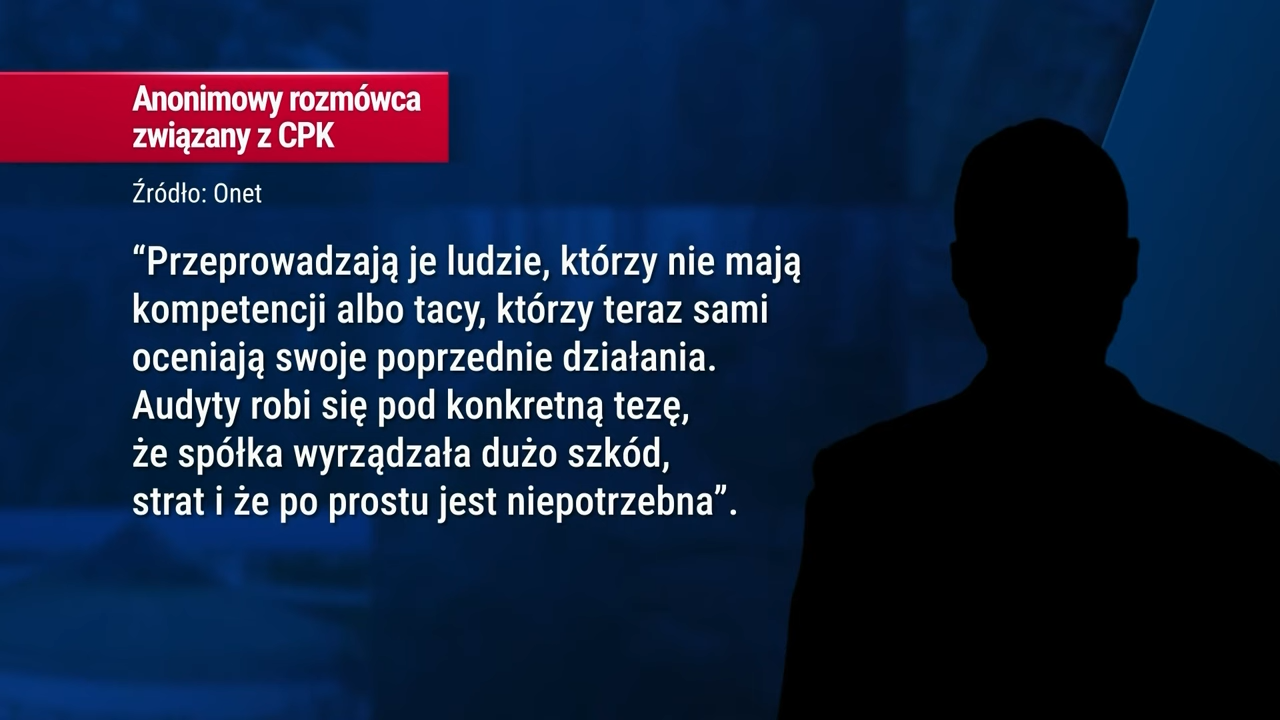 Anonimowy rozmówca
związany z CPK
Źródło: Onet
“Przeprowadzają je ludzie, którzy nie mają
kompetencji albo tacy, którzy teraz sami
oceniają swoje poprzednie działania.
Audyty robi się pod konkretną tezę,
że spółka wyrządzała dużo szkód,
strat i że po prostu jest niepotrzebna”.